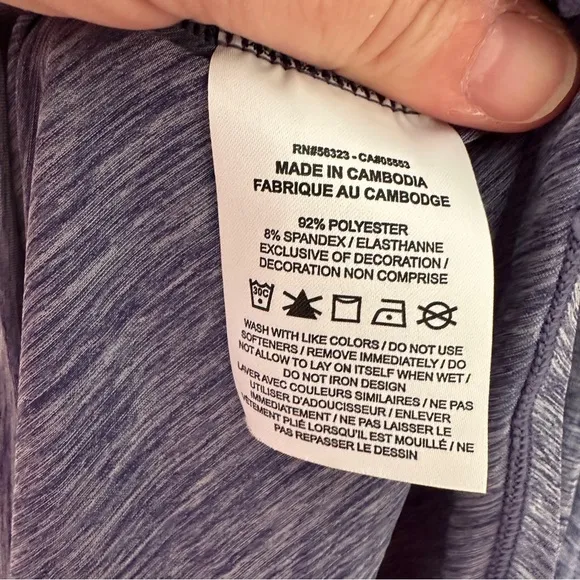 RN#56323 - CA#05553
MADE IN CAMBODIA
FABRIQUE AU CAMBODGE
92% POLYESTER
8% SPANDEX / ELASTHANNE
EXCLUSIVE OF DECORATION /
DECORATION NON COMPRISE
30C
WASH WITH LIKE COLORS / DO NOT USE
SOFTENERS / REMOVE IMMEDIATELY / DO
NOT ALLOW TO LAY ON ITSELF WHEN WET /
DO NOT IRON DESIGN
LAVER AVEC COULEURS SIMILAIRES / NE PAS
UTILISER D'ADOUCISSEUR / ENLEVER
IMMEDIATEMENT / NE PAS LAISSER LE
VÊTEMENT PLIÉ LORSQU'IL EST MOUILLÉ / NE
PAS REPASSER LE DESSIN